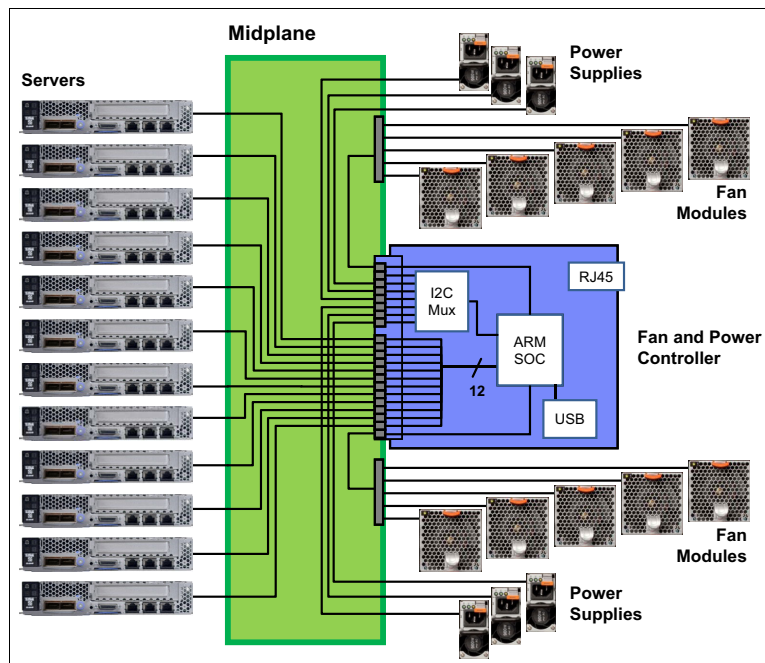 Midplane
Power
Supplies
Servers
Fan
Modules
RJ45
I2C
Mux
ARM
SOC
Fan and Power
Controller
12
USB
Fan
Modules
Power
Supplies